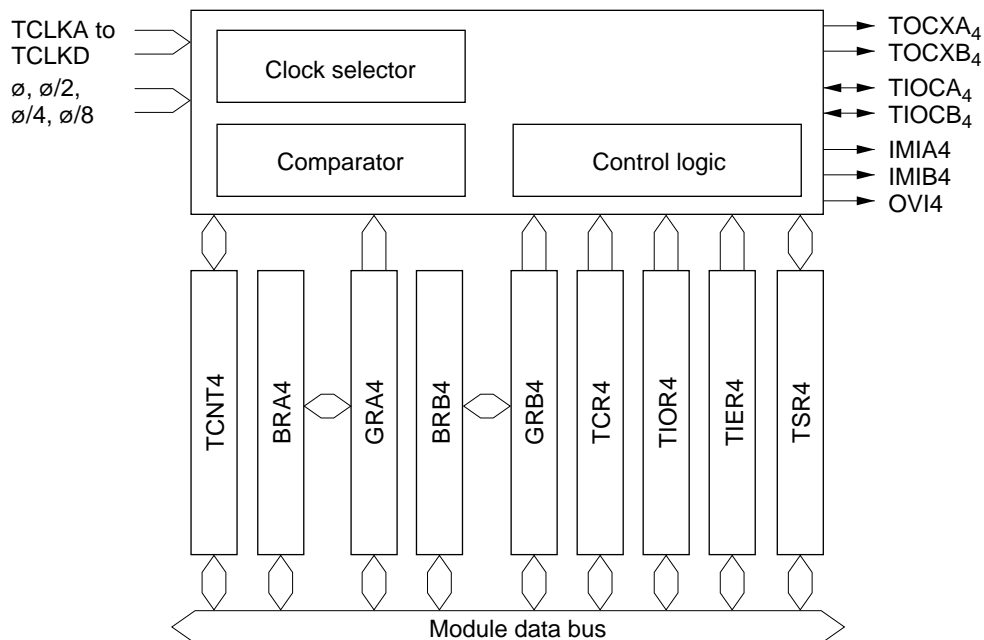 TCLKA to
TCLKD
ø, ø/2,
ø/4, ø/8
Clock selector
Comparator
Control logic
TOCXA4
TOCXB4
TIOCA4
TIOCB4
IMIA4
IMIB4
OVI4
TCNT4
BRA4
GRA4
BRB4
GRB4
TCR4
TIOR4
TIER4
TSR4
Module data bus